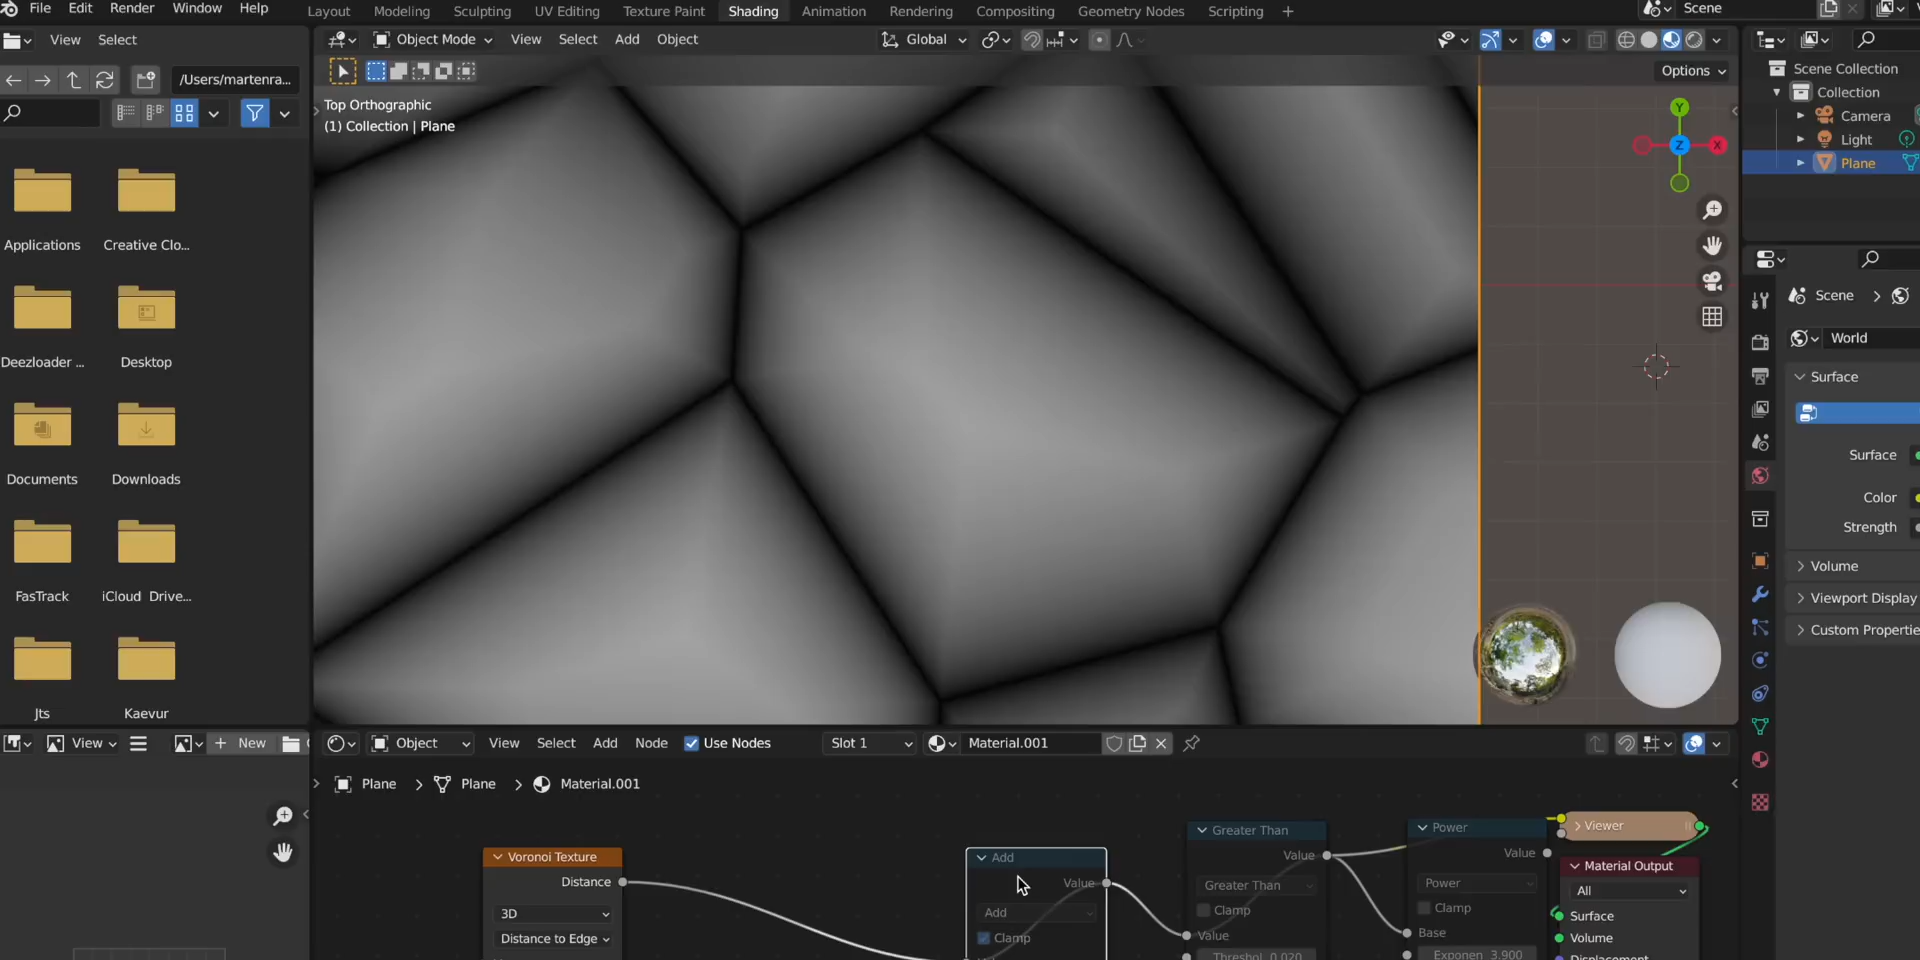 File Edit Render Window Help
Layout Modeling Sculpting UV Editing Texture Paint Shading Animation Rendering Compositing Geometry Nodes Scripting +
Scene
View Select
Object Mode View Select Add Object
Global
/Users/martenra...
Options
Top Orthographic
(1) Collection | Plane
Y
Z
X
Scene Collection
Collection
Camera
Light
Plane
Applications
Creative Clo...
Deezloader ...
Desktop
Documents
Downloads
FasTrack
iCloud Drive...
Jts
Kaevur
Scene
World
Surface
Surface
Color
Strength
Volume
Viewport Display
Custom Propertie
View
+ New
Object View Select Add Node Use Nodes Slot 1 Material.001
Plane > Plane > Material.001
Voronoi Texture
Distance
3D
Distance to Edge
Add
Value
Add
Clamp
Greater Than
Value
Greater Than
Clamp
Value
Threshol 0.020
Power
Value
Power
Clamp
Base
Exponen 3.900
Viewer
Material Output
All
Surface
Volume
Displacement